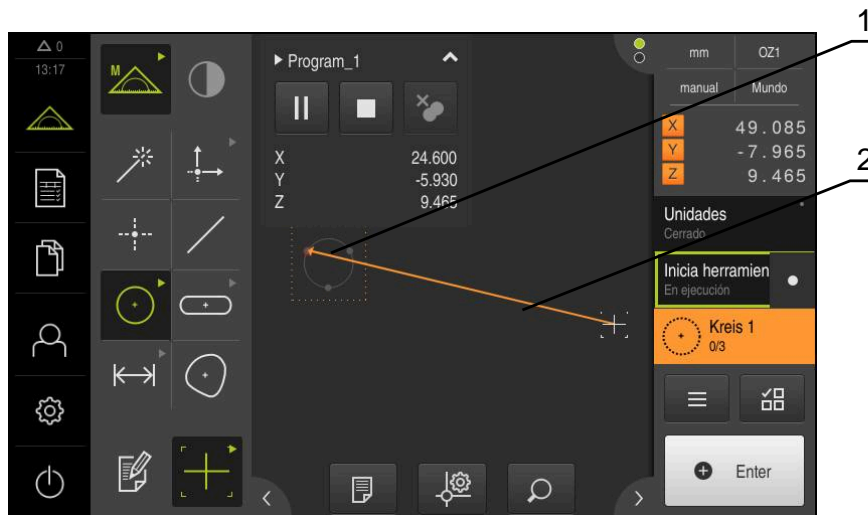 1
2
0
13:17
M
Program_1
X 24.600
Y -5.930
Z 9.465
mm OZ1
manual Mundo
X 49.085
Y -7.965
Z 9.465
Unidades
Cerrado
Inicia herramien
En ejecución
Kreis 1
0/3
Enter